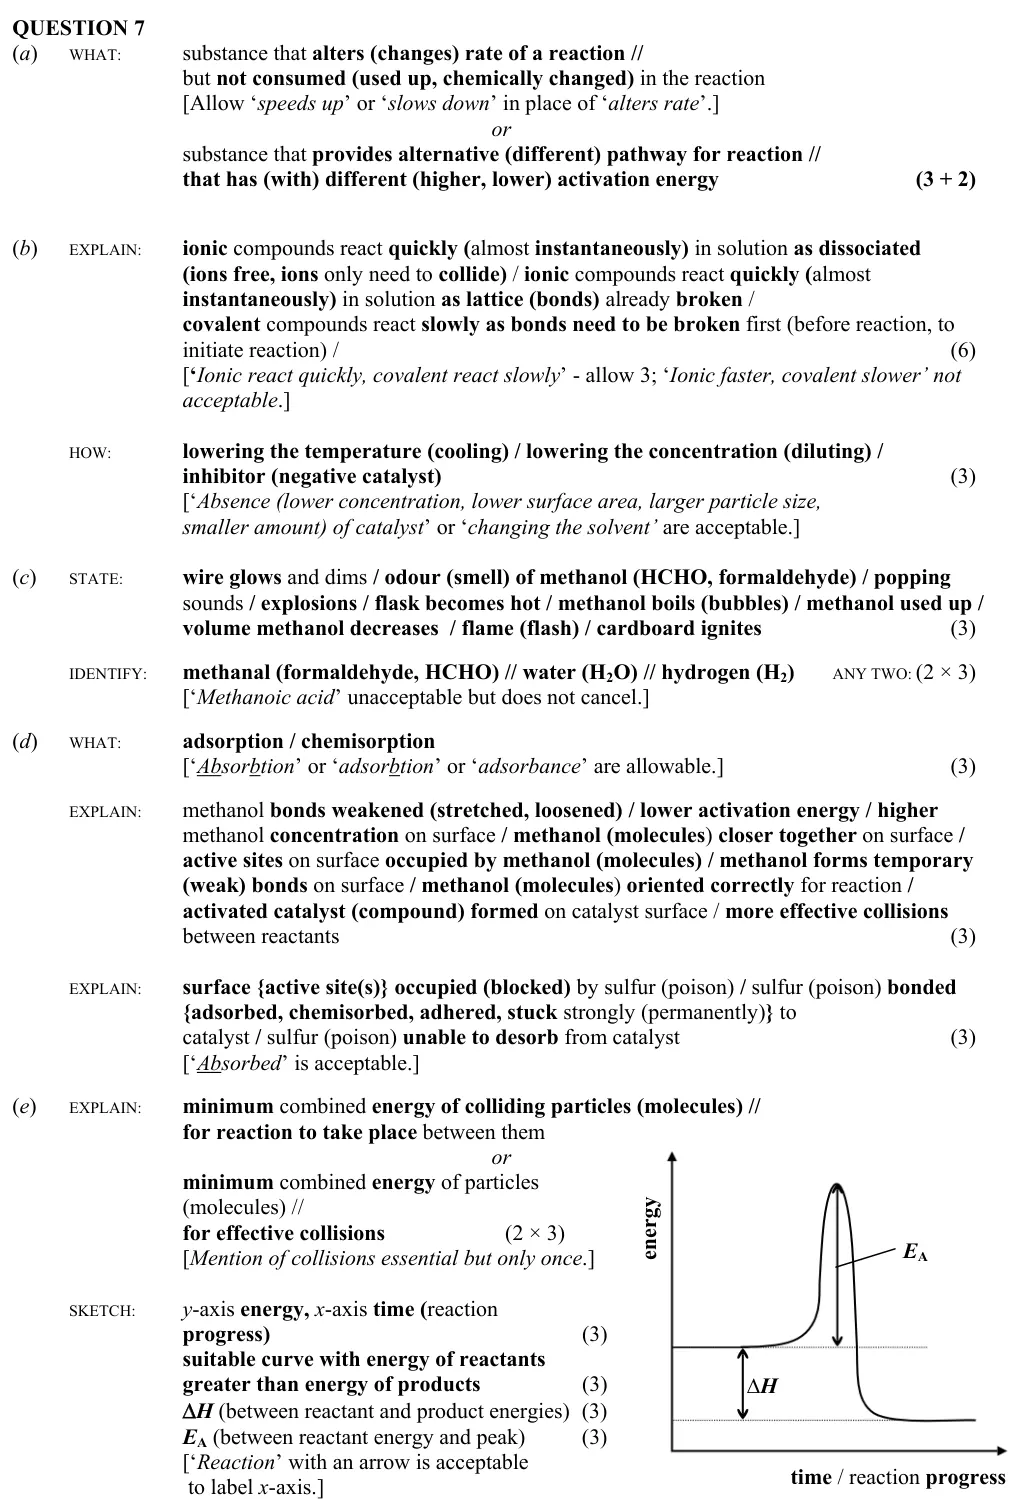 QUESTION 7
(a) WHAT: substance that alters (changes) rate of a reaction //
but not consumed (used up, chemically changed) in the reaction
[Allow ‘speeds up’ or ‘slows down’ in place of ‘alters rate’.]
or
substance that provides alternative (different) pathway for reaction //
that has (with) different (higher, lower) activation energy (3 + 2)
(b) EXPLAIN: ionic compounds react quickly (almost instantaneously) in solution as dissociated
(ions free, ions only need to collide) / ionic compounds react quickly (almost
instantaneously) in solution as lattice (bonds) already broken /
covalent compounds react slowly as bonds need to be broken first (before reaction, to
initiate reaction) / (6)
[‘Ionic react quickly, covalent react slowly’ - allow 3; ‘Ionic faster, covalent slower’ not
acceptable.]
HOW: lowering the temperature (cooling) / lowering the concentration (diluting) /
inhibitor (negative catalyst) (3)
[‘Absence (lower concentration, lower surface area, larger particle size,
smaller amount) of catalyst’ or ‘changing the solvent’ are acceptable.]
(c) STATE: wire glows and dims / odour (smell) of methanol (HCHO, formaldehyde) / popping
sounds / explosions / flask becomes hot / methanol boils (bubbles) / methanol used up /
volume methanol decreases / flame (flash) / cardboard ignites (3)
IDENTIFY: methanal (formaldehyde, HCHO) // water (H₂O) // hydrogen (H₂) ANY TWO: (2 × 3)
[‘Methanoic acid’ unacceptable but does not cancel.]
(d) WHAT: adsorption / chemisorption
[‘Absorbtion’ or ‘adsorbtion’ or ‘adsorbance’ are allowable.] (3)
EXPLAIN: methanol bonds weakened (stretched, loosened) / lower activation energy / higher
methanol concentration on surface / methanol (molecules) closer together on surface /
active sites on surface occupied by methanol (molecules) / methanol forms temporary
(weak) bonds on surface / methanol (molecules) oriented correctly for reaction /
activated catalyst (compound) formed on catalyst surface / more effective collisions
between reactants (3)
EXPLAIN: surface {active site(s)} occupied (blocked) by sulfur (poison) / sulfur (poison) bonded
{adsorbed, chemisorbed, adhered, stuck strongly (permanently)} to
catalyst / sulfur (poison) unable to desorb from catalyst (3)
[‘Absorbed’ is acceptable.]
(e) EXPLAIN: minimum combined energy of colliding particles (molecules) //
for reaction to take place between them
or
minimum combined energy of particles
(molecules) //
for effective collisions (2 × 3)
[Mention of collisions essential but only once.]
SKETCH: y-axis energy, x-axis time (reaction
progress) (3)
suitable curve with energy of reactants
greater than energy of products (3)
ΔH (between reactant and product energies) (3)
E_A (between reactant energy and peak) (3)
[‘Reaction’ with an arrow is acceptable
to label x-axis.]
energy
E_A
ΔH
time / reaction progress